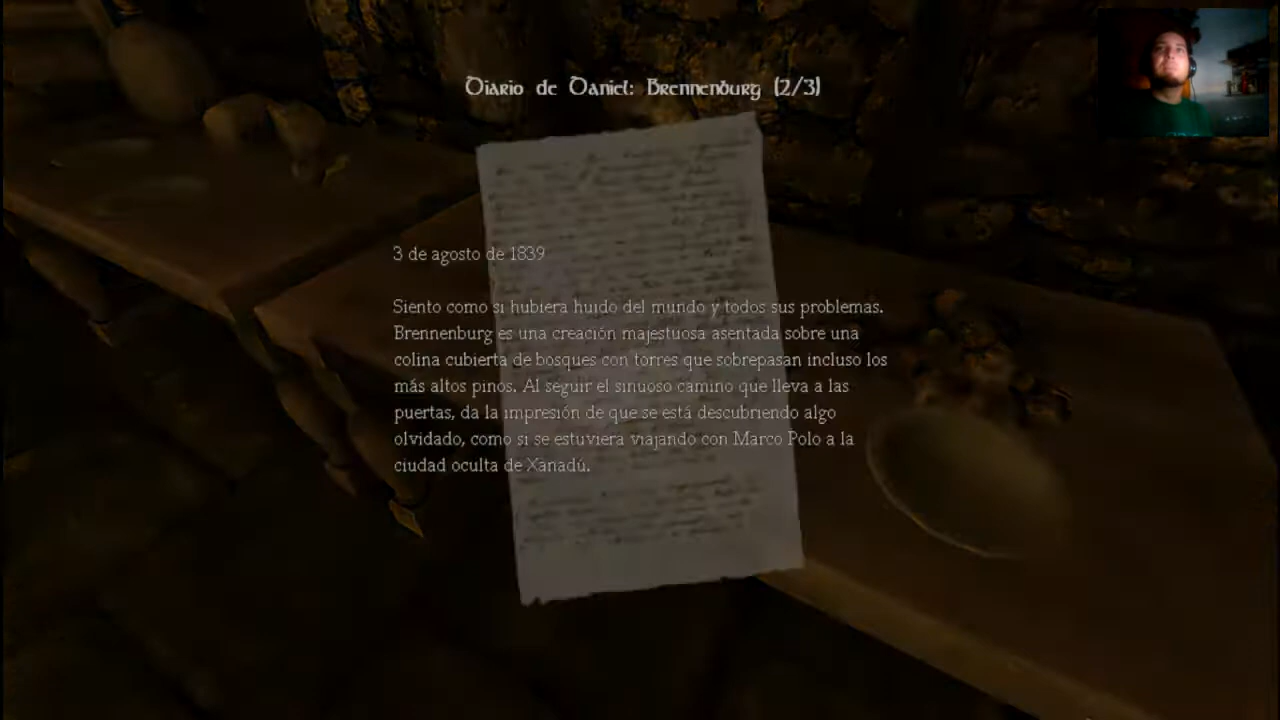 Diario de Daniel: Brennenburg (2/3)
3 de agosto de 1839
Siento como si hubiera huido del mundo y todos sus problemas.
Brennenburg es una creación majestuosa asentada sobre una
colina cubierta de bosques con torres que sobrepasan incluso los
más altos pinos. Al seguir el sinuoso camino que lleva a las
puertas, da la impresión de que se está descubriendo algo
olvidado, como si se estuviera viajando con Marco Polo a la
ciudad oculta de Xanadú.